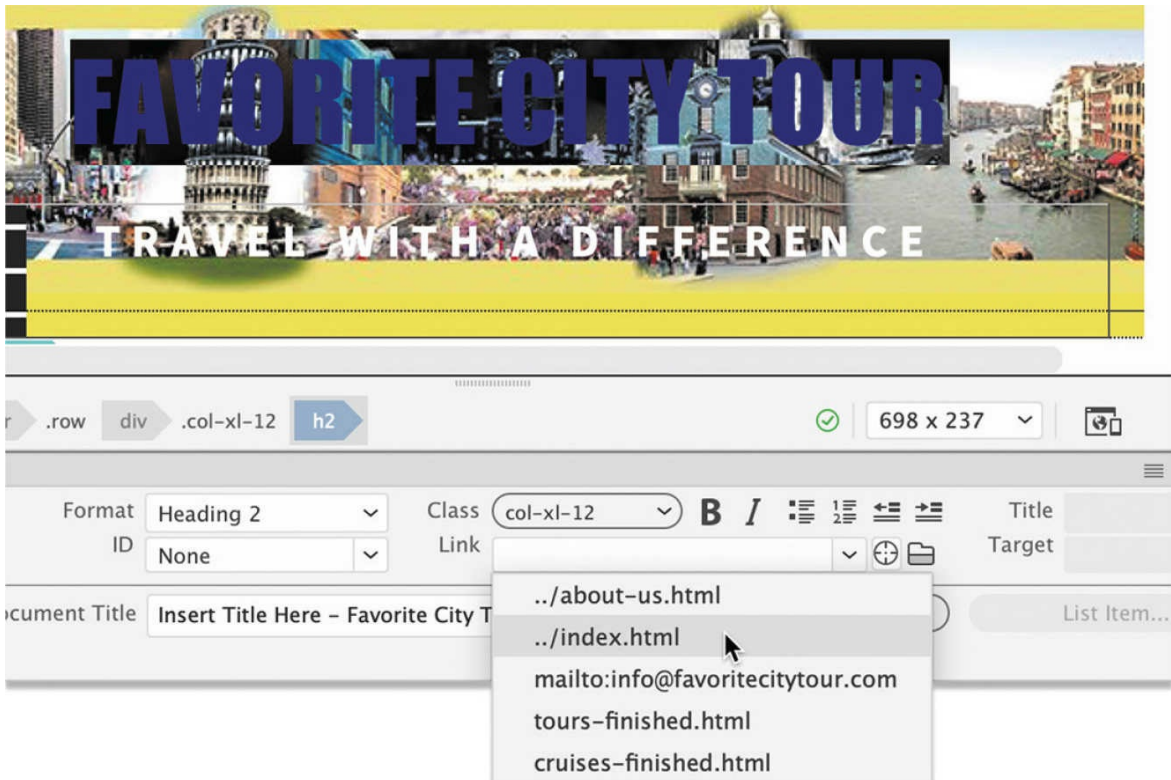 FAVORITE CITY TOUR
TRAVEL WITH A DIFFERENCE
r .row div .col-xl-12 h2 698 x 237
Format Heading 2 Class col-xl-12 B I Title
ID None Link Target
ocument Title Insert Title Here – Favorite City T List Item...
../about-us.html
../index.html
mailto:info@favoritecitytour.com
tours-finished.html
cruises-finished.html